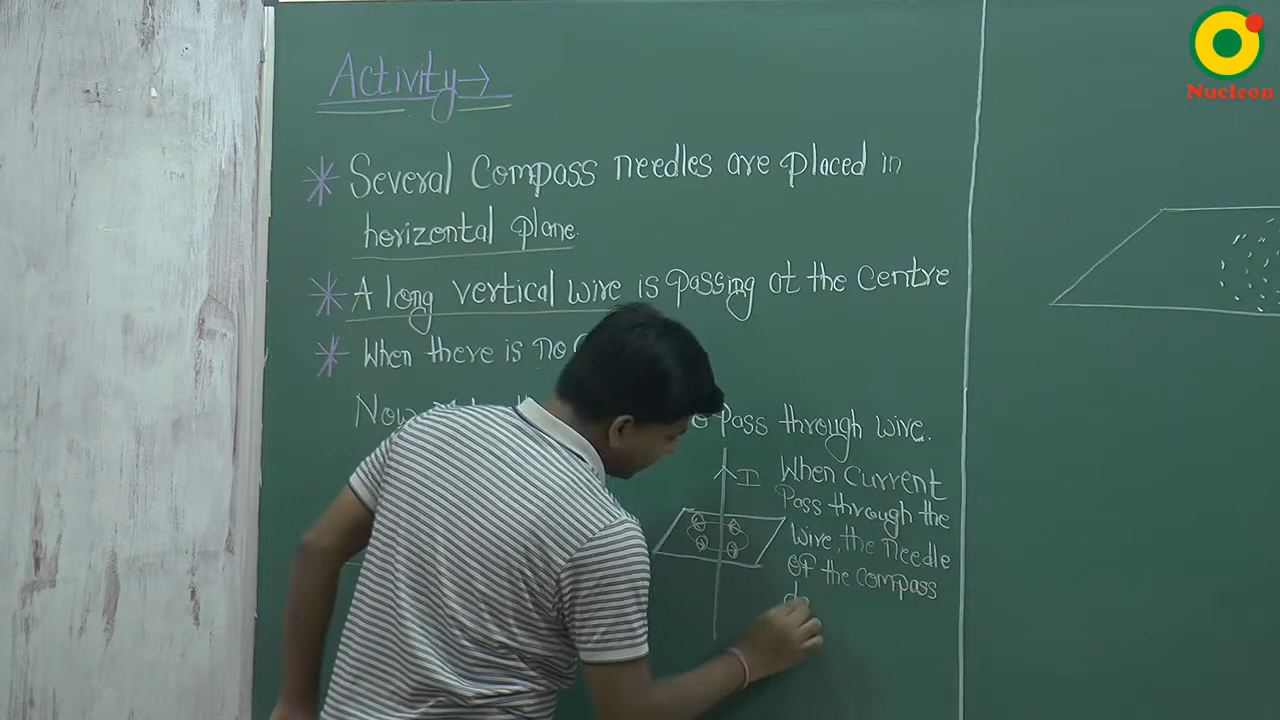 Activity→
Several Compass needles are placed in
horizontal plane.
A long vertical wire is passing at the Centre
When there is no
Now pass through wire.
I
When Current
Pass through the
Wire, the needle
Of the Compass
Nucleon